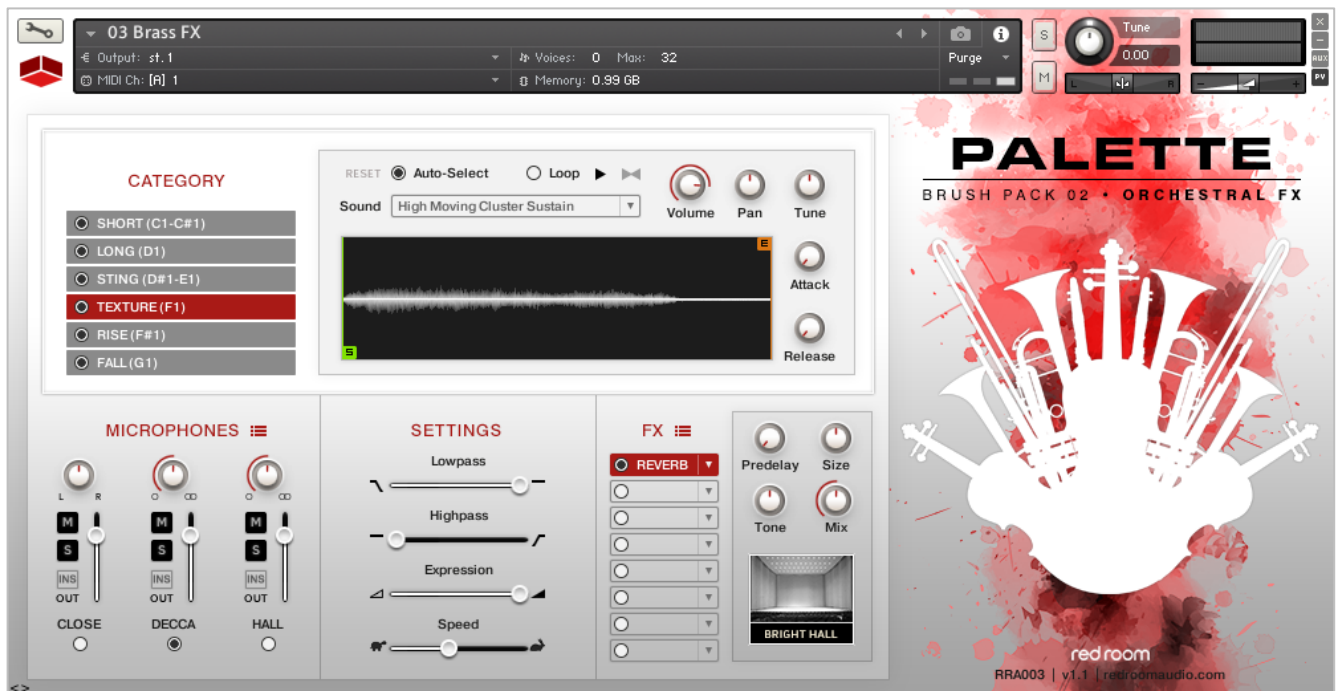 03 Brass FX
Output: st.1
Voices: 0 Max: 32
Purge
MIDI Ch: [A] 1
Memory: 0.99 GB
S
M
Tune
0.00
L R
- +
×
-
AUX
PV
CATEGORY
SHORT (C1-C#1)
LONG (D1)
STING (D#1-E1)
TEXTURE (F1)
RISE (F#1)
FALL (G1)
RESET Auto-Select Loop
Sound High Moving Cluster Sustain
Volume Pan Tune
Attack
Release
E
S
MICROPHONES
L R
M M M
S S S
INS INS INS
OUT OUT OUT
CLOSE DECCA HALL
SETTINGS
Lowpass
Highpass
Expression
Speed
FX
REVERB
Predelay Size
Tone Mix
BRIGHT HALL
PALETTE
BRUSH PACK 02 • ORCHESTRAL FX
red room
RRA003 | v1.1 | redroomaudio.com
<>